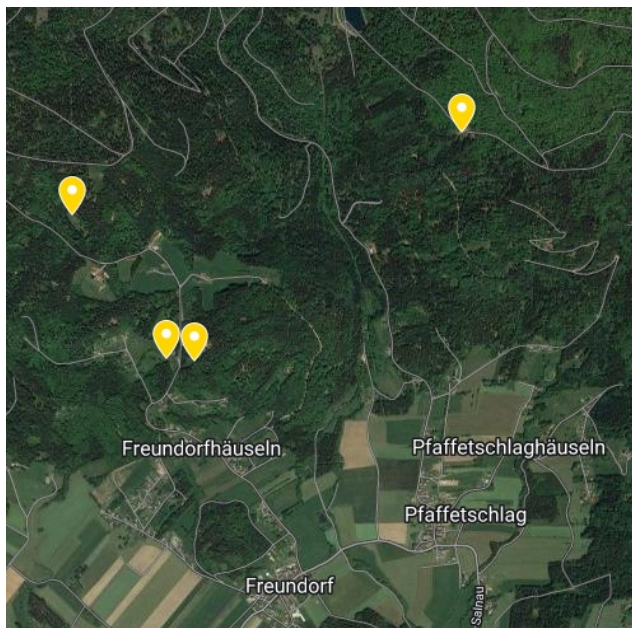 Freundorfhäuseln
Pfaffetschlaghäuseln
Pfaffetschlag
Freundorf
Salnau